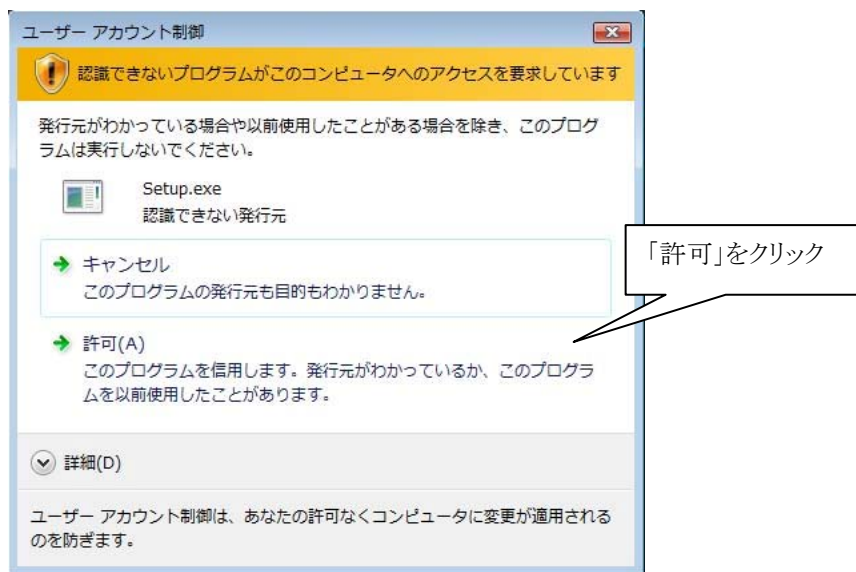 ユーザー アカウント制御
認識できないプログラムがこのコンピュータへのアクセスを要求しています
発行元がわかっている場合や以前使用したことがある場合を除き、このプログ
ラムは実行しないでください。
Setup.exe
認識できない発行元
キャンセル
このプログラムの発行元も目的もわかりません。
「許可」をクリック
許可(A)
このプログラムを信用します。発行元がわかっているか、このプログラ
ムを以前使用したことがあります。
詳細(D)
ユーザー アカウント制御は、あなたの許可なくコンピュータに変更が適用される
のを防ぎます。